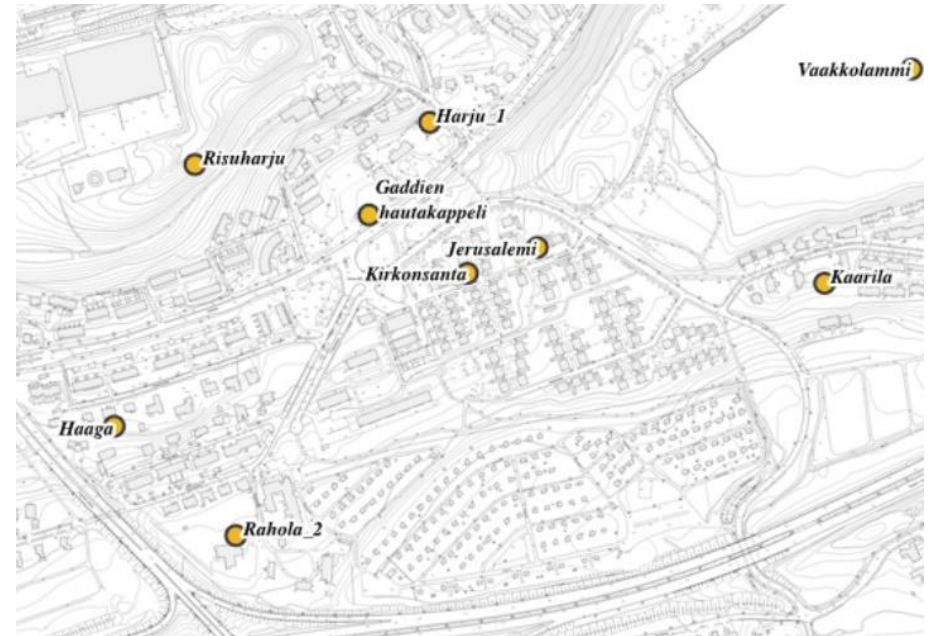 Vaakkolammi
Harju_1
Risuharju
Gaddien
hautakappeli
Jerusalemi
Kirkonsanta
Kaarila
Haaga
Rahola_2